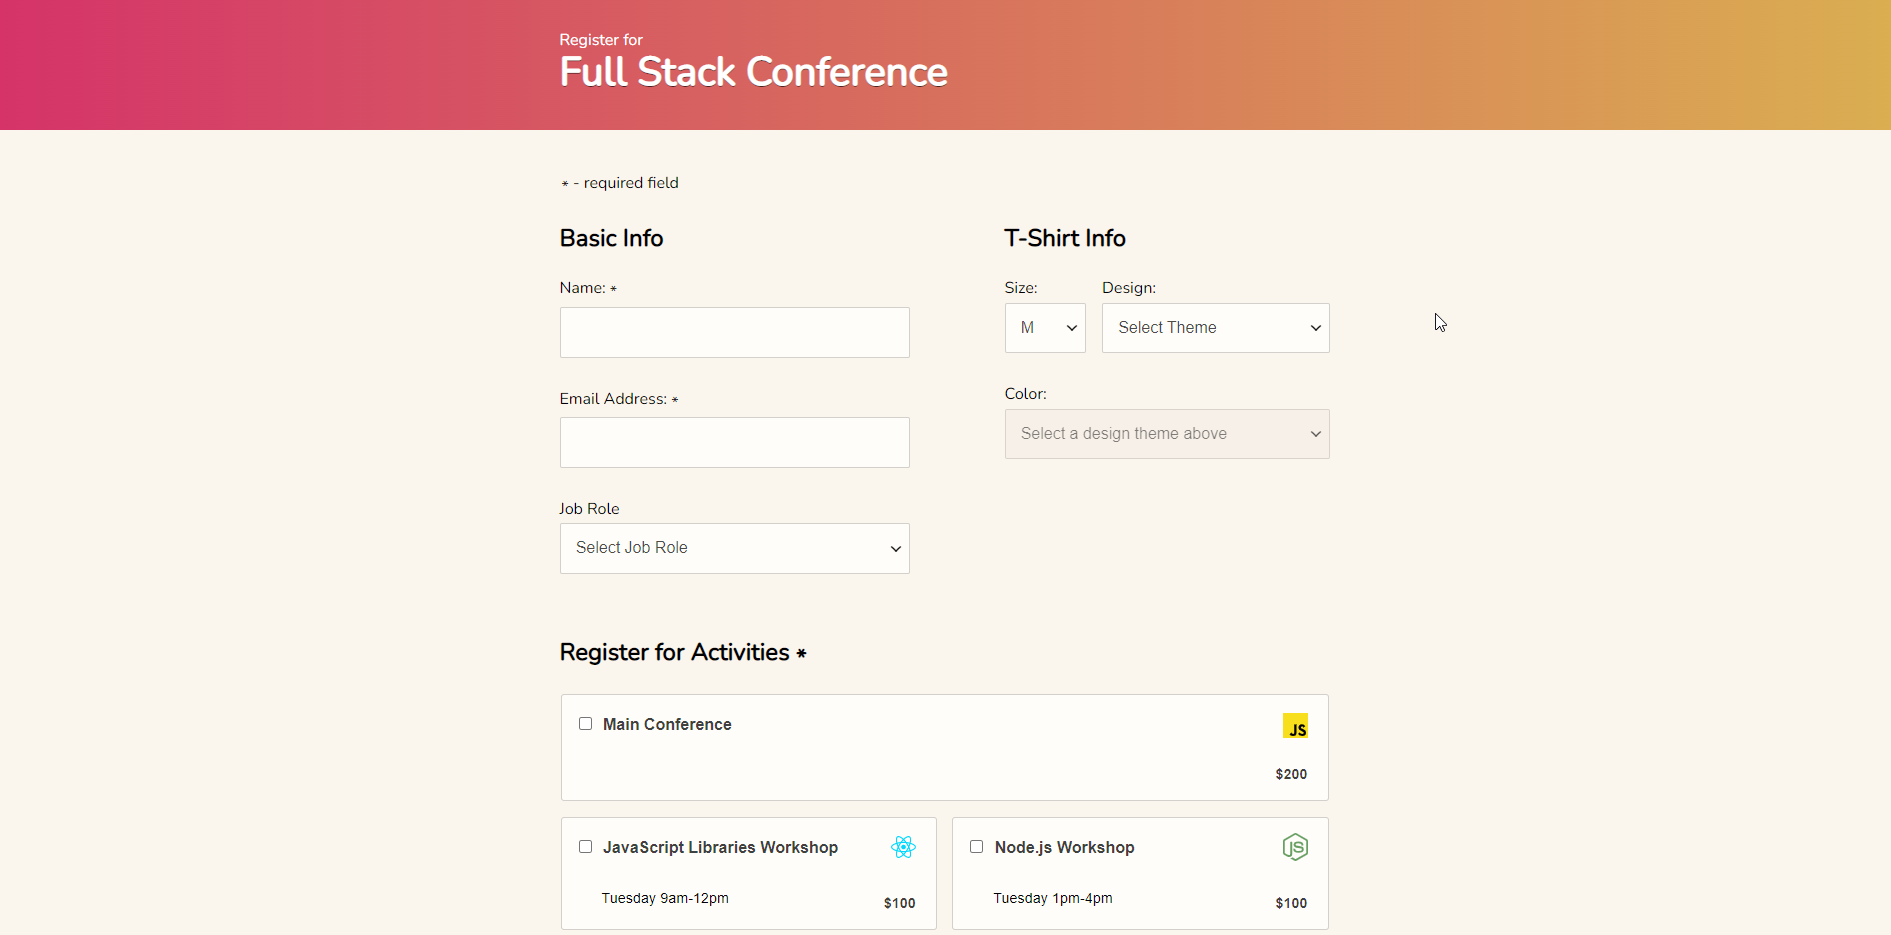 Register for
Full Stack Conference
* - required field
Basic Info
Name: *
Email Address: *
Job Role
Select Job Role
T-Shirt Info
Size:
Design:
M
Select Theme
Color:
Select a design theme above
Register for Activities *
Main Conference
JS
$200
JavaScript Libraries Workshop
Tuesday 9am-12pm
$100
Node.js Workshop
JS
Tuesday 1pm-4pm
$100